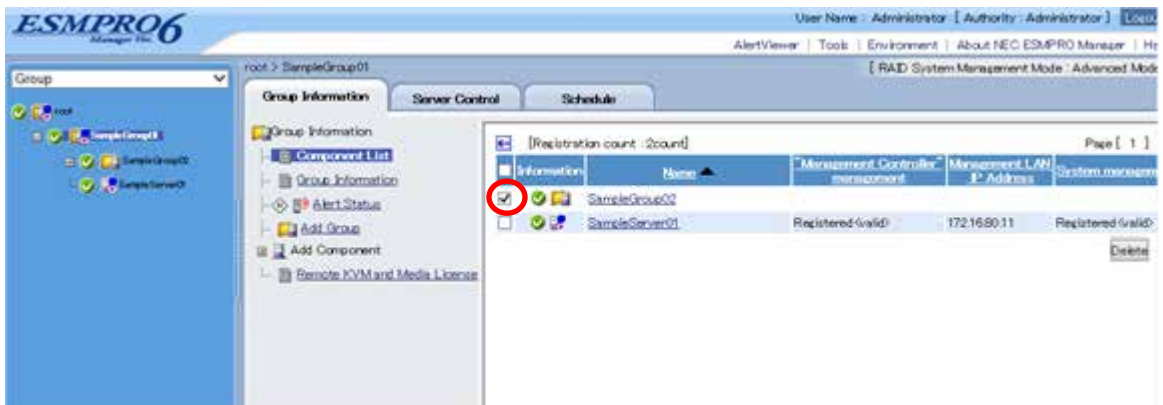 ESMPRO6
Manager
User Name : Administrator [ Authority : Administrator ]
AlertViewer | Tools | Environment | About NEC ESMPRO Manager |
Group
root > SampleGroup01
[ RAID System Management Mode : Advanced Mode
Group Information
Server Control
Schedule
root
SampleGroup01
SampleGroup02
SampleServer01
Group Information
Component List
Group Information
Alert Status
Add Group
Add Component
Remote KVM and Media License
[Registration count : 2count]
Page [ 1 ]
Information
Name ▲
"Management Controller" management
Management LAN IP Address
System managem
SampleGroup02
SampleServer01
Registered (valid)
172.16.80.11
Registered (valid)
Delete